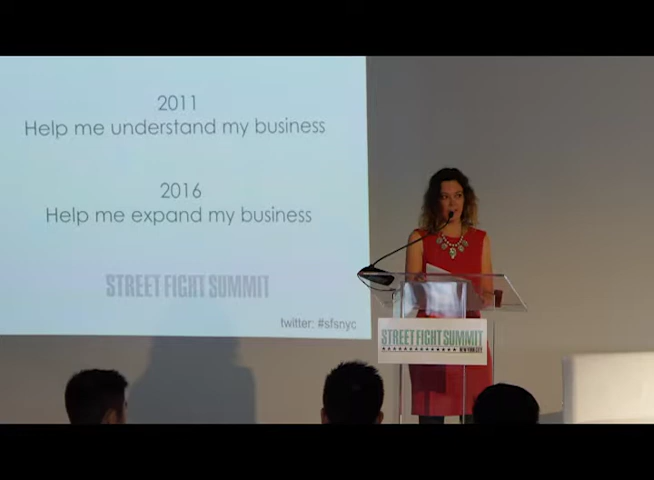 2011
Help me understand my business
2016
Help me expand my business
STREET FIGHT SUMMIT
twitter: #sfsnyc
STREET FIGHT SUMMIT
NEW YORK CITY